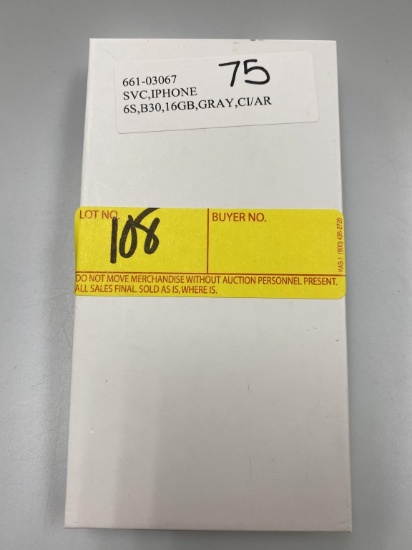 661-03067 75
SVC,IPHONE
6S,B30,16GB,GRAY,CI/AR
LOT NO. BUYER NO.
108
DO NOT MOVE MERCHANDISE WITHOUT AUCTION PERSONNEL PRESENT.
ALL SALES FINAL. SOLD AS IS, WHERE IS.